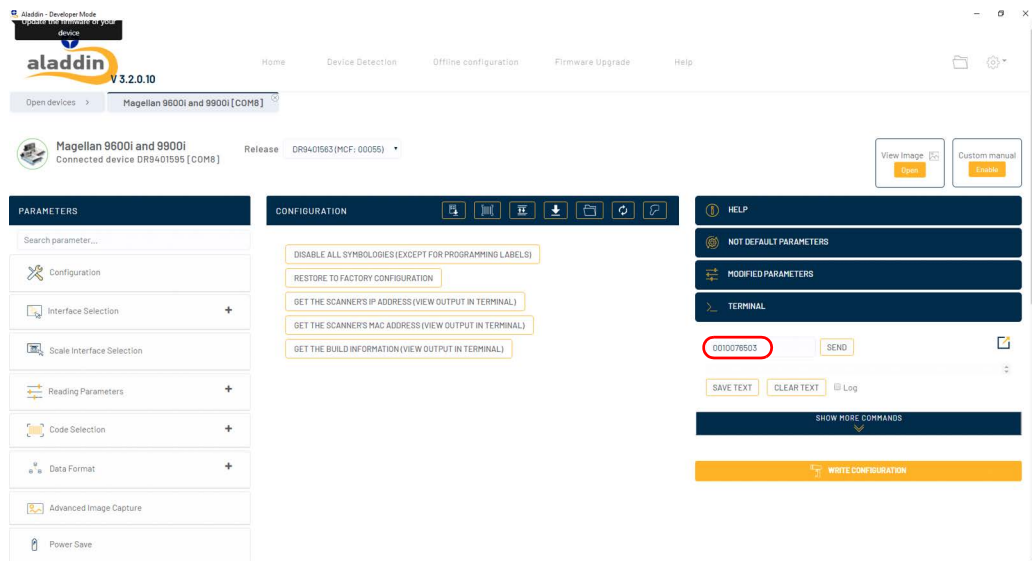 Aladdin - Developer Mode
Update the firmware of your
device
aladdin
V 3.2.0.10
Home
Device Detection
Offline configuration
Firmware Upgrade
Help
Open devices >
Magellan 9600i and 9900i [COM8]
Magellan 9600i and 9900i
Connected device DR9401595 [COM8]
Release
DR9401563 (MCF: 00055)
View Image
Open
Custom manual
Enable
PARAMETERS
Search parameter...
Configuration
Interface Selection
Scale Interface Selection
Reading Parameters
Code Selection
Data Format
Advanced Image Capture
Power Save
CONFIGURATION
DISABLE ALL SYMBOLOGIES (EXCEPT FOR PROGRAMMING LABELS)
RESTORE TO FACTORY CONFIGURATION
GET THE SCANNER'S IP ADDRESS (VIEW OUTPUT IN TERMINAL)
GET THE SCANNER'S MAC ADDRESS (VIEW OUTPUT IN TERMINAL)
GET THE BUILD INFORMATION (VIEW OUTPUT IN TERMINAL)
HELP
NOT DEFAULT PARAMETERS
MODIFIED PARAMETERS
TERMINAL
0010076503
SEND
SAVE TEXT
CLEAR TEXT
Log
SHOW MORE COMMANDS
WRITE CONFIGURATION